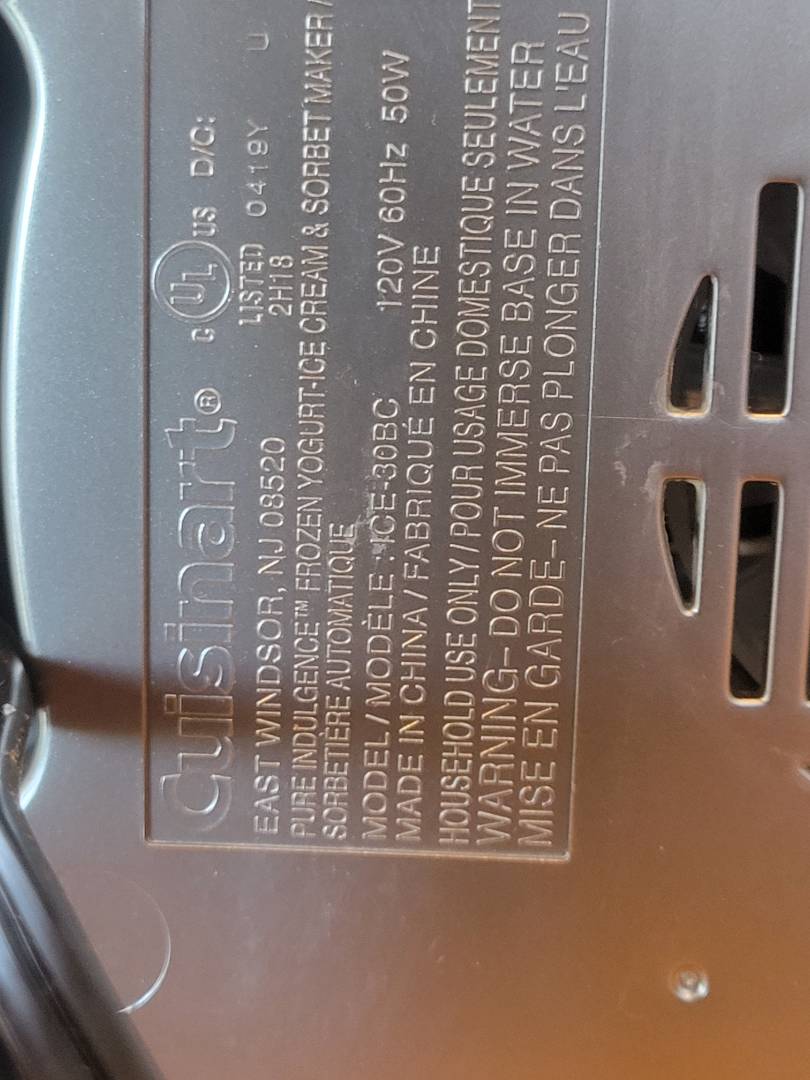 Cuisinart®
C UL US D/C:
LISTED 0419Y U
2H18
EAST WINDSOR, NJ 08520
PURE INDULGENCE™ FROZEN YOGURT-ICE CREAM & SORBET MAKER /
SORBETIÈRE AUTOMATIQUE
MODEL / MODÈLE : ICE-30BC 120V 60Hz 50W
MADE IN CHINA / FABRIQUÉ EN CHINE
HOUSEHOLD USE ONLY / POUR USAGE DOMESTIQUE SEULEMENT
WARNING–DO NOT IMMERSE BASE IN WATER
MISE EN GARDE–NE PAS PLONGER DANS L'EAU